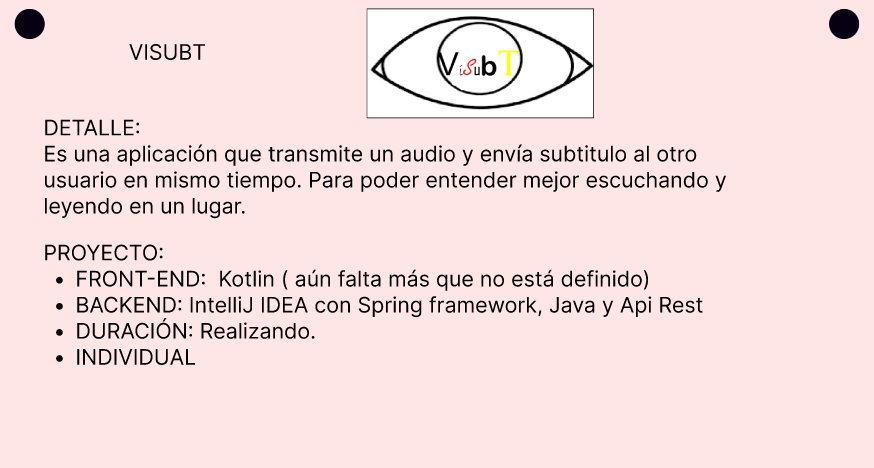 VISUBT
ViSubT
DETALLE:
Es una aplicación que transmite un audio y envía subtitulo al otro
usuario en mismo tiempo. Para poder entender mejor escuchando y
leyendo en un lugar.
PROYECTO:
• FRONT-END:  Kotlin ( aún falta más que no está definido)
• BACKEND: IntelliJ IDEA con Spring framework, Java y Api Rest
• DURACIÓN: Realizando.
• INDIVIDUAL